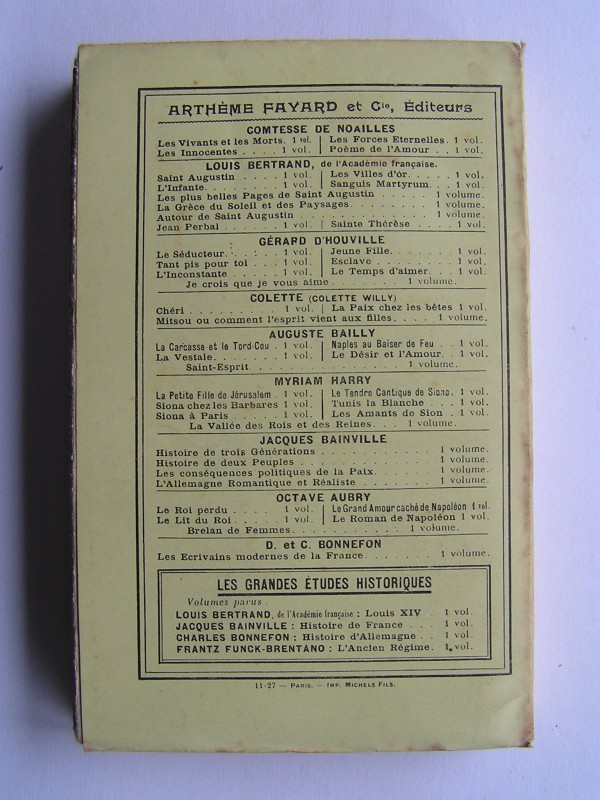 ARTHÈME FAYARD et Cie, Éditeurs
COMTESSE DE NOAILLES
Les Vivants et les Morts. 1 vol. | Les Forces Eternelles. 1 vol.
Les Innocentes . . . . 1 vol. | Poème de l'Amour . . 1 vol.
LOUIS BERTRAND, de l'Académie française.
Saint Augustin . . . . 1 vol. | Les Villes d'or. . . . . 1 vol.
L'Infante. . . . . . . . 1 vol. | Sanguis Martyrum. . . 1 vol.
Les plus belles Pages de Saint Augustin . . . . . 1 volume.
La Grèce du Soleil et des Paysages. . . . . . . . 1 volume.
Autour de Saint Augustin . . . . . . . . . . . . 1 volume.
Jean Perbal . . . . . . 1 vol. | Sainte Thérèse . . . . 1 vol.
GÉRARD D'HOUVILLE
Le Séducteur. . . . . 1 vol. | Jeune Fille. . . . . . . 1 vol.
Tant pis pour toi . . . 1 vol. | Esclave . . . . . . . . 1 vol.
L'Inconstante . . . . . 1 vol. | Le Temps d'aimer. . . 1 vol.
Je crois que je vous aime. . . . . . . . 1 volume.
COLETTE (COLETTE WILLY)
Chéri . . . . . . . . . 1 vol. | La Paix chez les bêtes 1 vol.
Mitsou ou comment l'esprit vient aux filles. . . . 1 volume.
AUGUSTE BAILLY
La Carcasse et le Tord-Cou . 1 vol. | Naples au Baiser de Feu . . 1 vol.
La Vestale. . . . . . . 1 vol. | Le Désir et l'Amour. . 1 vol.
Saint-Esprit. . . . . . . . . . . . . . 1 volume.
MYRIAM HARRY
La Petite Fille de Jérusalem . 1 vol. | Le Tendre Cantique de Siona. . 1 vol.
Siona chez les Barbares 1 vol. | Tunis la Blanche . . . 1 vol.
Siona à Paris . . . . . 1 vol. | Les Amants de Sion . 1 vol.
La Vallée des Rois et des Reines. . . 1 volume.
JACQUES BAINVILLE
Histoire de trois Générations . . . . . . . . . . 1 volume.
Histoire de deux Peuples . . . . . . . . . . . . 1 volume.
Les conséquences politiques de la Paix. . . . . . 1 volume.
L'Allemagne Romantique et Réaliste . . . . . . . 1 volume.
OCTAVE AUBRY
Le Roi perdu . . . . 1 vol. | Le Grand Amour caché de Napoléon 1 vol.
Le Lit du Roi. . . . . 1 vol. | Le Roman de Napoléon 1 vol.
Brelan de Femmes. . . . . . . . . . . 1 volume.
D. et C. BONNEFON
Les Ecrivains modernes de la France. . . . . . . 1 volume.
LES GRANDES ÉTUDES HISTORIQUES
Volumes parus
LOUIS BERTRAND, de l'Académie française : Louis XIV . 1 vol.
JACQUES BAINVILLE : Histoire de France . . . 1 vol.
CHARLES BONNEFON : Histoire d'Allemagne . . 1 vol.
FRANTZ FUNCK-BRENTANO : L'Ancien Régime. 1 vol.
11-27 — PARIS. — IMP. MICHELS FILS.